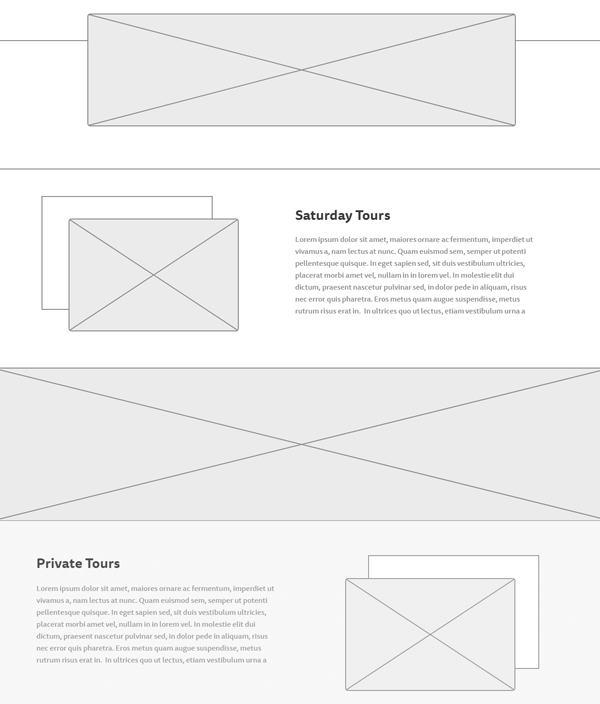 Saturday Tours
Lorem ipsum dolor sit amet, maiores ornare ac fermentum, imperdiet ut
vivamus a, nam lectus at nunc. Quam euismod sem, semper ut potenti
pellentesque quisque. In eget sapien sed, sit duis vestibulum ultricies,
placerat morbi amet vel, nullam in in lorem vel. In molestie elit dui
dictum, praesent nascetur pulvinar sed, in dolor pede in aliquam, risus
nec error quis pharetra. Eros metus quam augue suspendisse, metus
rutrum risus erat in. In ultrices quo ut lectus, etiam vestibulum urna a
Private Tours
Lorem ipsum dolor sit amet, maiores ornare ac fermentum, imperdiet ut
vivamus a, nam lectus at nunc. Quam euismod sem, semper ut potenti
pellentesque quisque. In eget sapien sed, sit duis vestibulum ultricies,
placerat morbi amet vel, nullam in in lorem vel. In molestie elit dui
dictum, praesent nascetur pulvinar sed, in dolor pede in aliquam, risus
nec error quis pharetra. Eros metus quam augue suspendisse, metus
rutrum risus erat in. In ultrices quo ut lectus, etiam vestibulum urna a